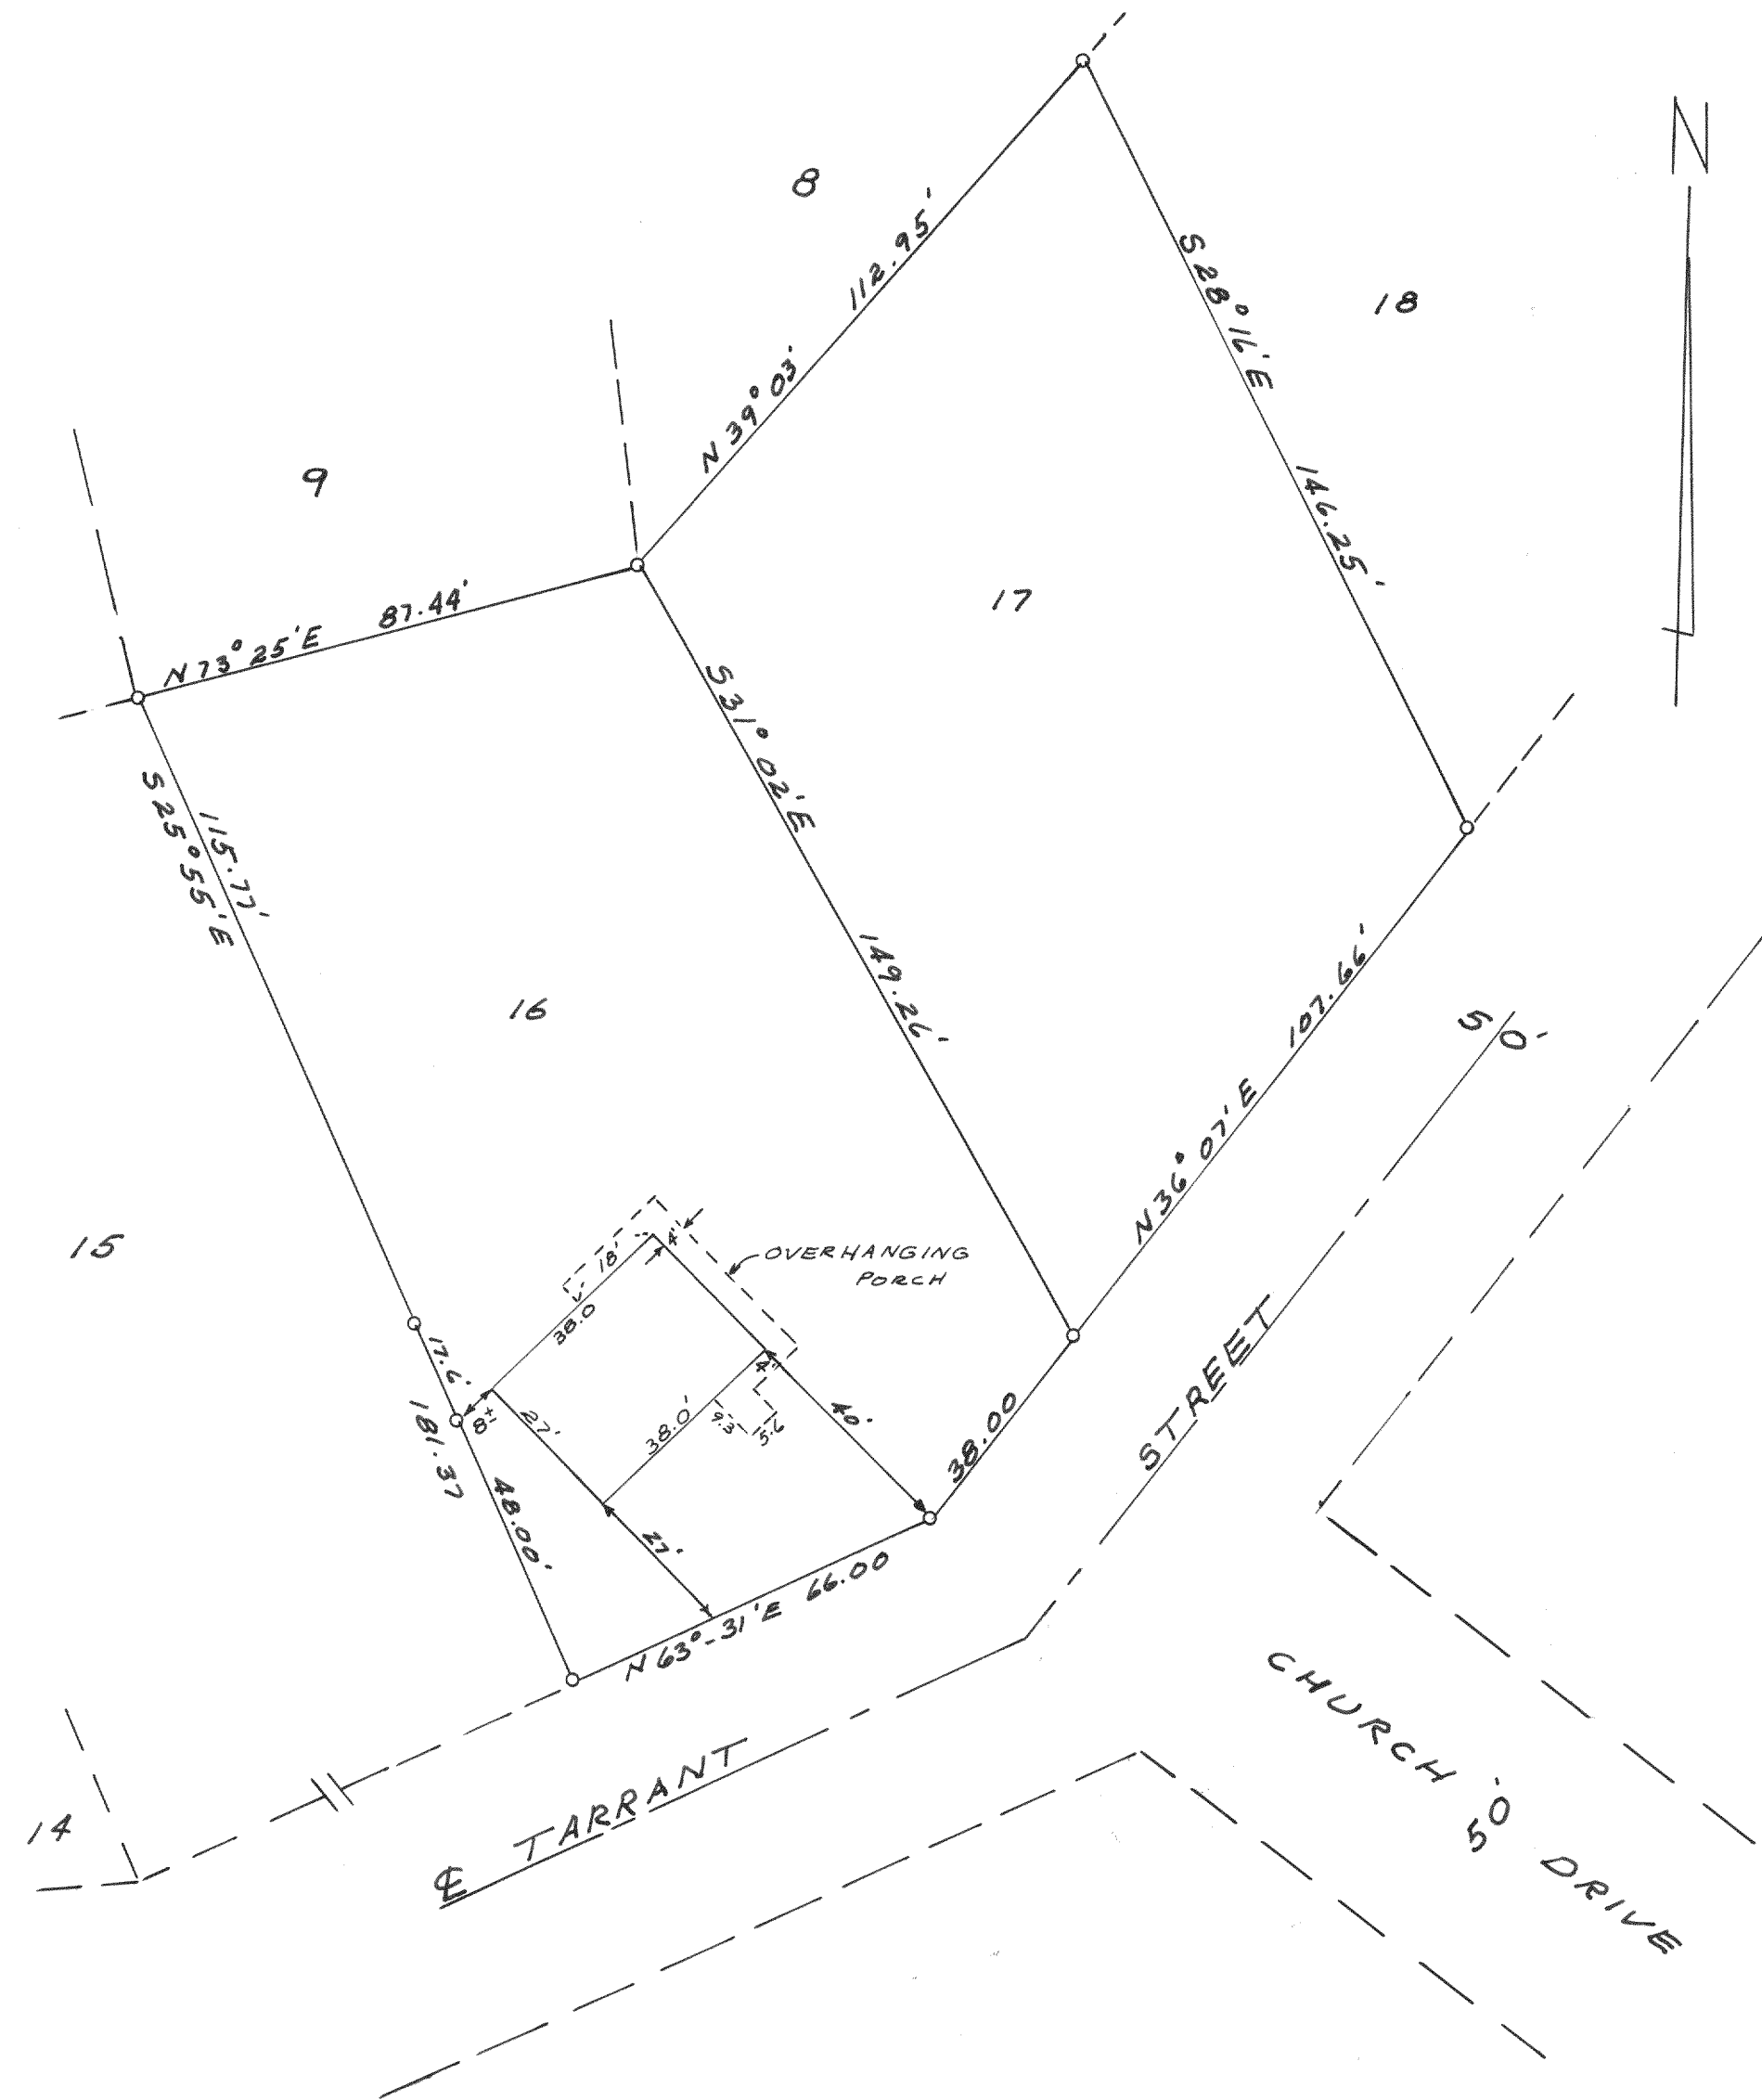 N
8
112.95'
N 39° 03'
S 28° 16' E
18
9
146.25'
87.44'
N 73° 25' E
17
S 31° 02' E
115.77'
S 25° 55' E
149.26'
16
107.66'
50'
N 36° 07' E
15
18'
4'
OVERHANGING
PORCH
38.0
17.6'
4'
8±
27'
38.0'
9.3
5.6
40'
38.00
181.37
48.00'
STREET
27'
66.00
N 63°-31' E
CHURCH
50'
DRIVE
TARRANT
℄
14